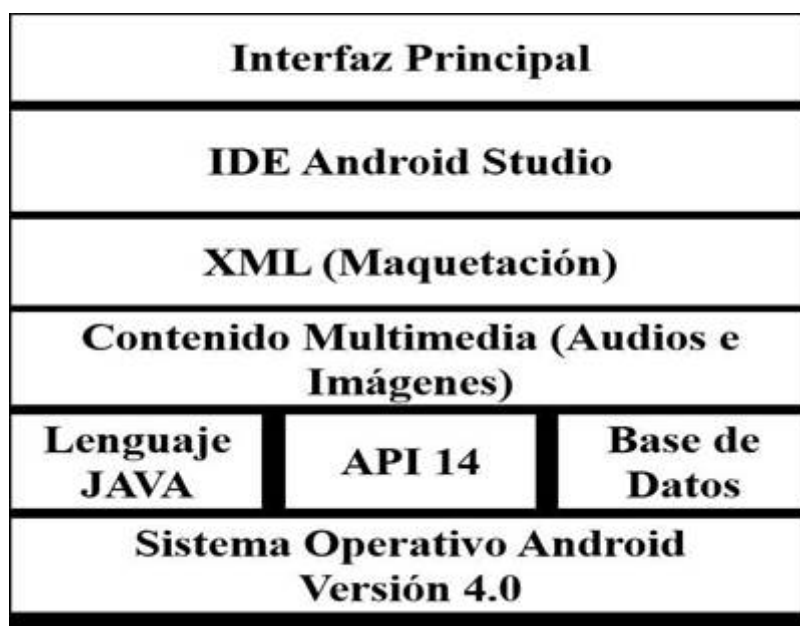 Interfaz Principal
IDE Android Studio
XML (Maquetación)
Contenido Multimedia (Audios e
Imágenes)
Lenguaje
JAVA
API 14
Base de
Datos
Sistema Operativo Android
Versión 4.0